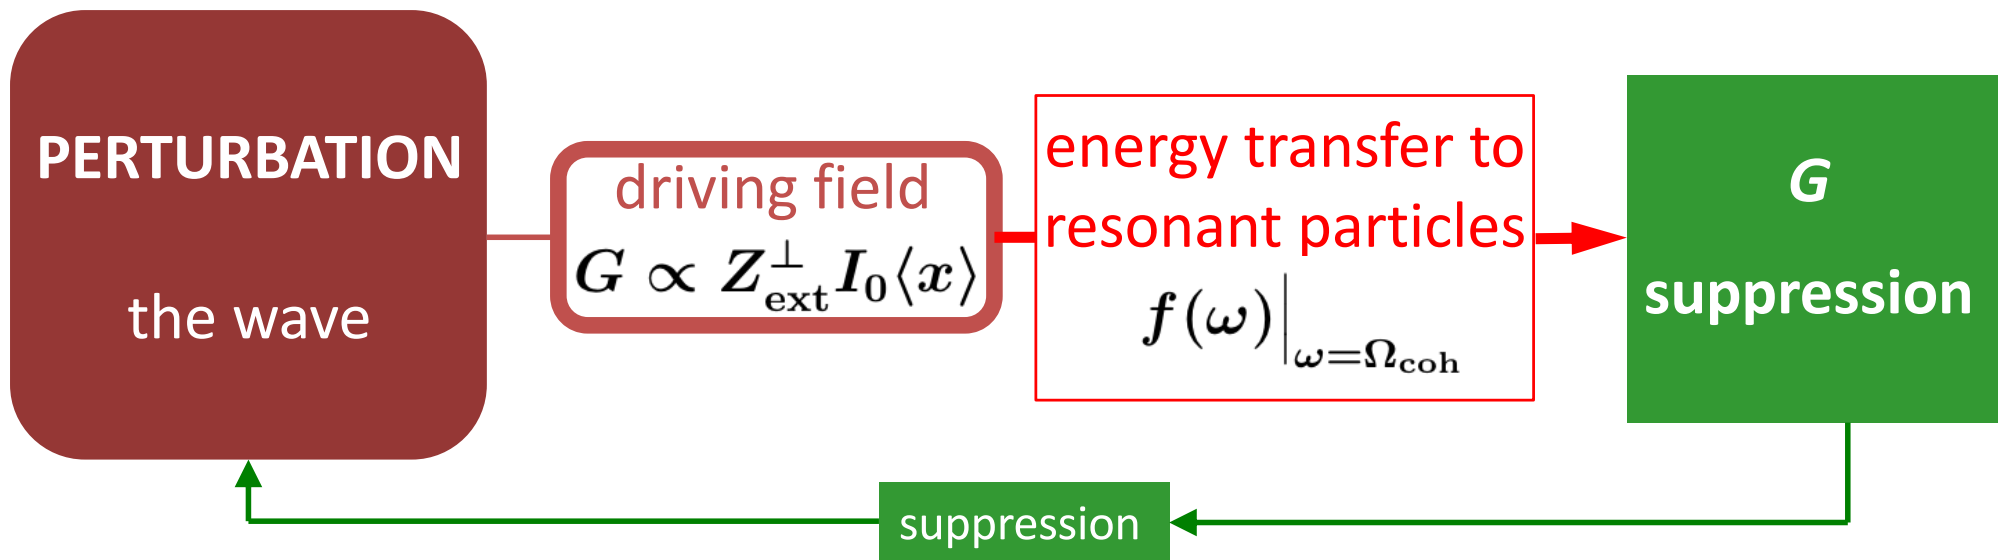 PERTURBATION
the wave
driving field
G ∝ Z⊥ext I0⟨x⟩
energy transfer to
resonant particles
f(ω)|ω=Ωcoh
G
suppression
suppression